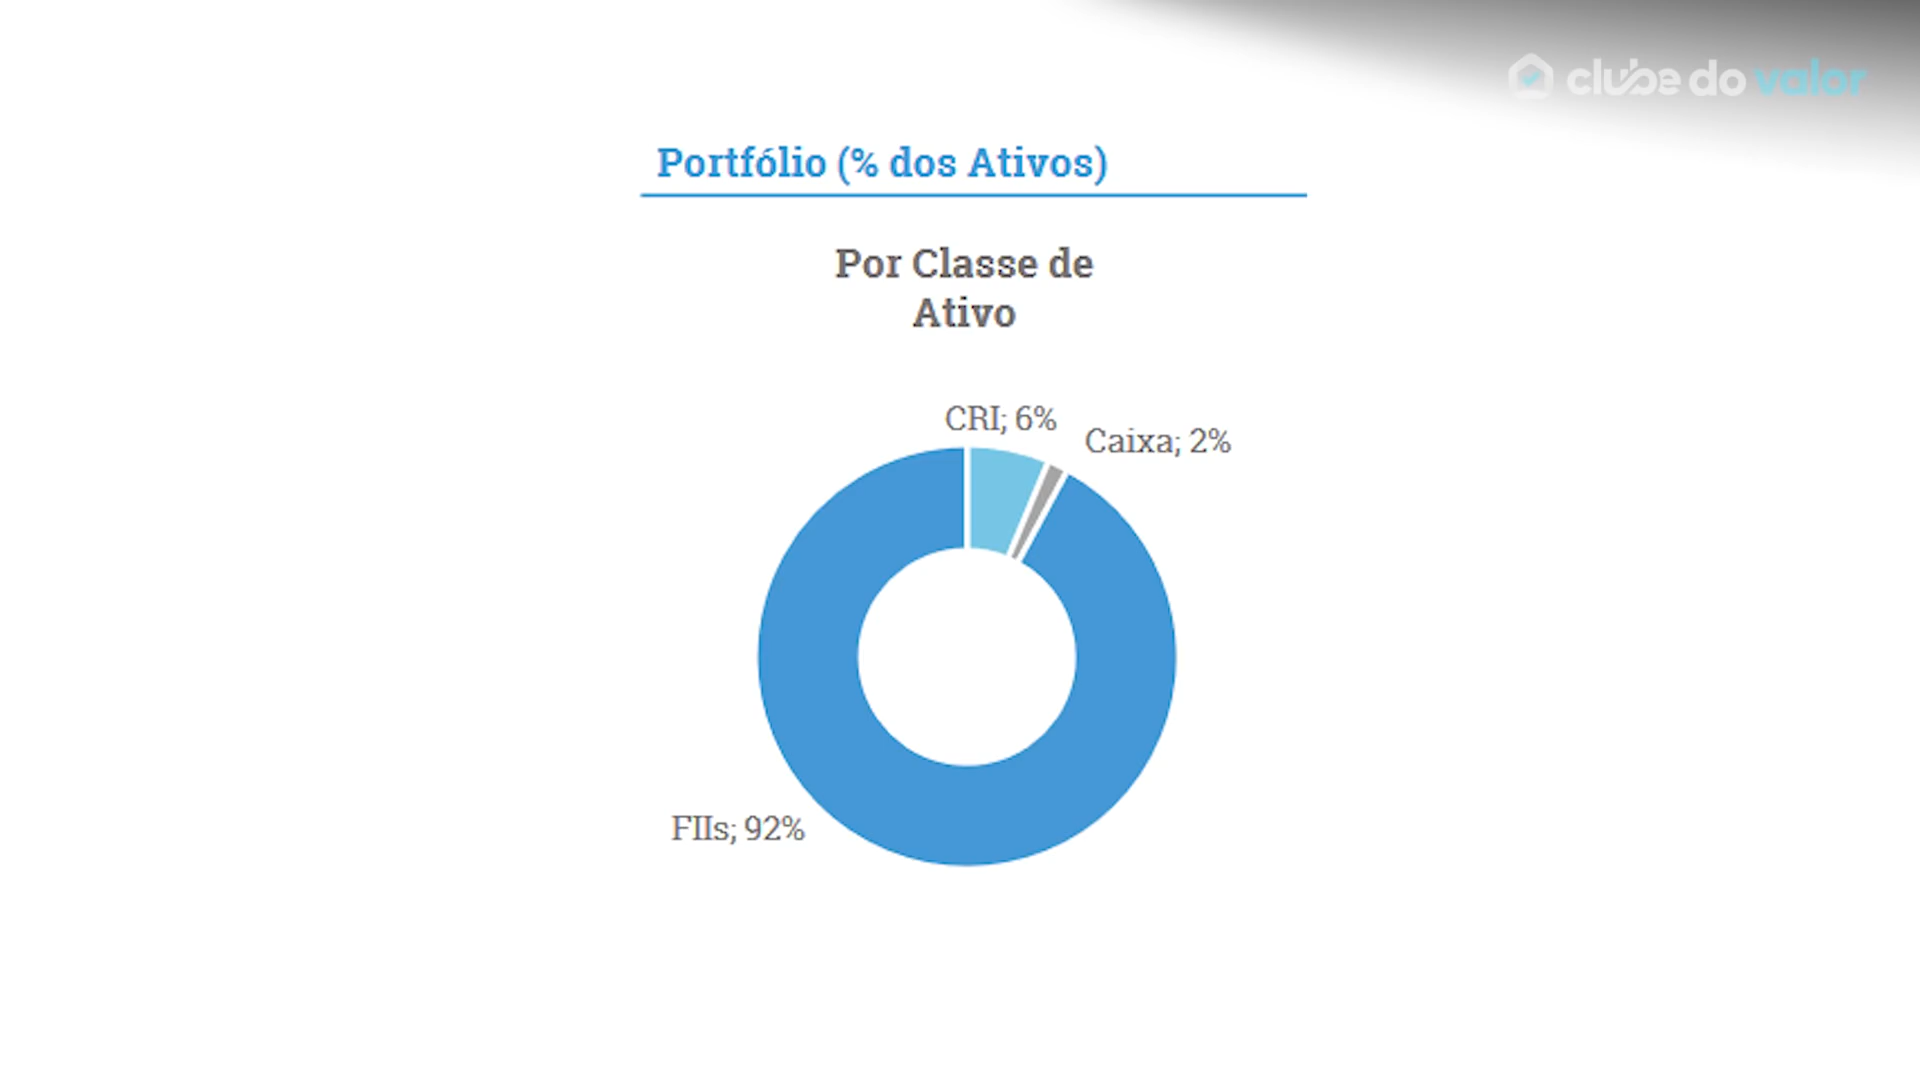 clube do valor
Portfólio (% dos Ativos)
Por Classe de
Ativo
CRI; 6%
Caixa; 2%
FIIs; 92%